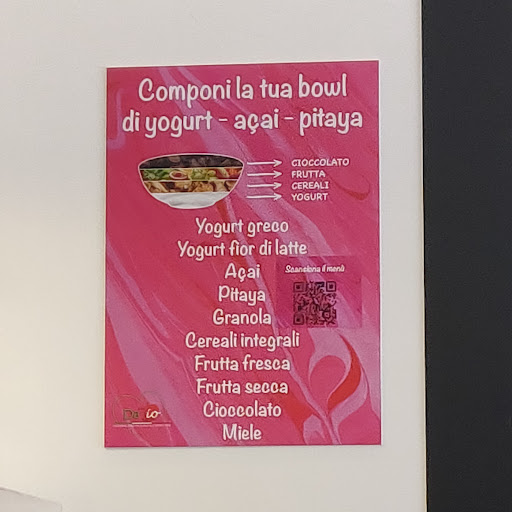 Componi la tua bowl
di yogurt - açai - pitaya
CIOCCOLATO
FRUTTA
CEREALI
YOGURT
Yogurt greco
Yogurt fior di latte
Açai
Scansiona il menù
Pitaya
Granola
Cereali integrali
Frutta fresca
Frutta secca
Cioccolato
Miele